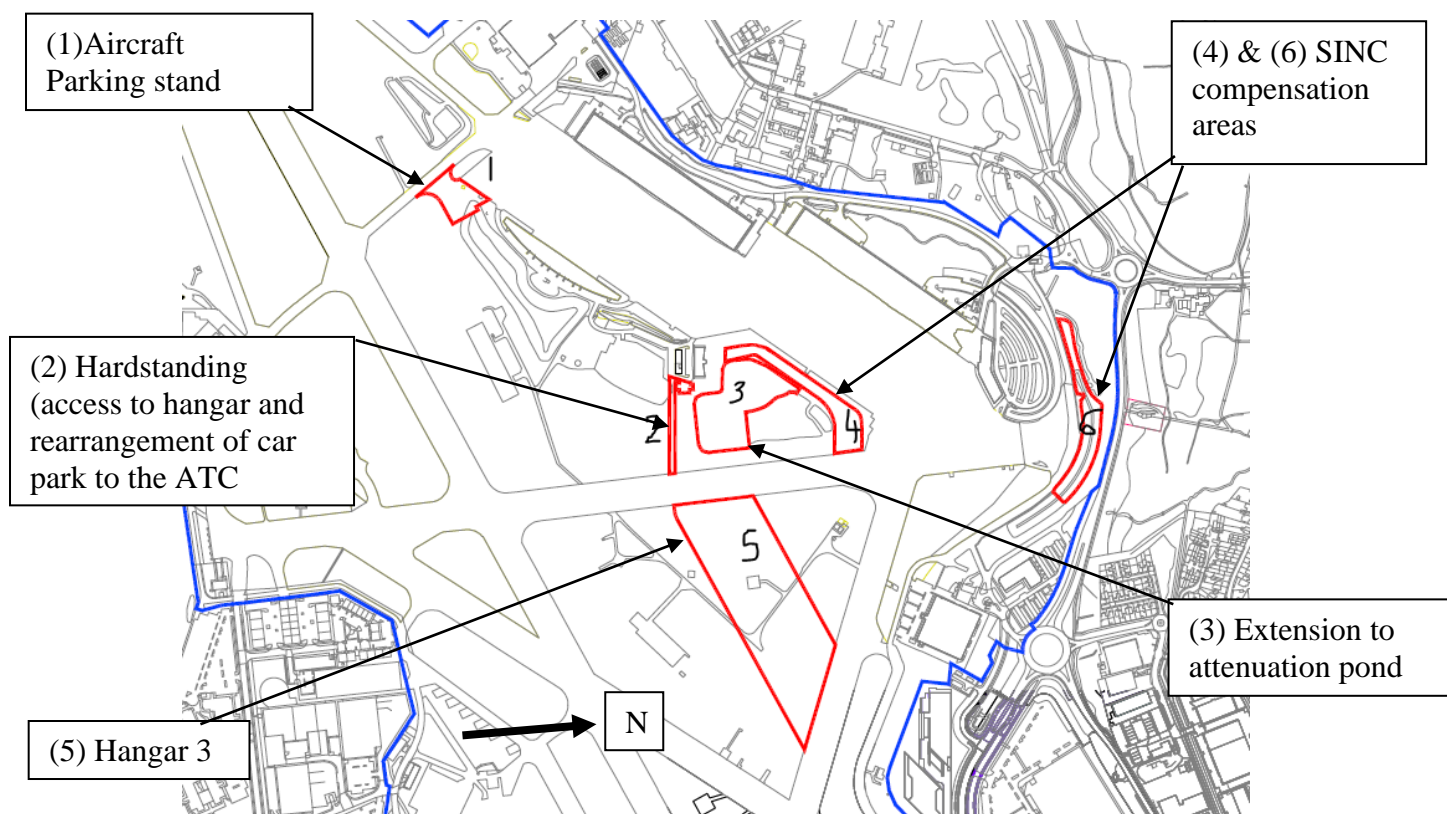 (1)Aircraft
Parking stand
(4) & (6) SINC
compensation
areas
1
(2) Hardstanding
(access to hangar and
rearrangement of car
park to the ATC
2
3
4
6
5
(3) Extension to
attenuation pond
(5) Hangar 3
N